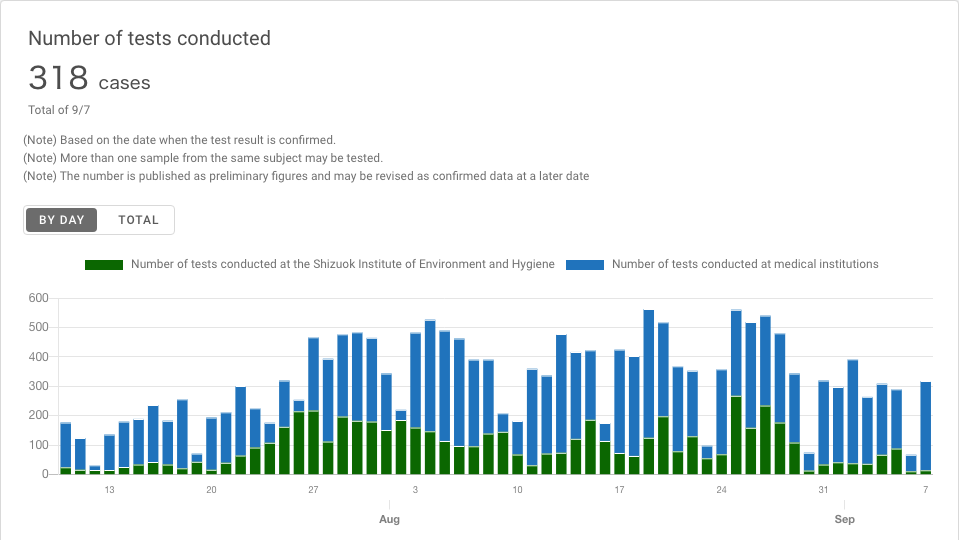 Number of tests conducted
318 cases
Total of 9/7
(Note) Based on the date when the test result is confirmed.
(Note) More than one sample from the same subject may be tested.
(Note) The number is published as preliminary figures and may be revised as confirmed data at a later date
BY DAY TOTAL
Number of tests conducted at the Shizuok Institute of Environment and Hygiene Number of tests conducted at medical institutions
600
500
400
300
200
100
0
13 20 27 3 10 17 24 31 7
Aug Sep